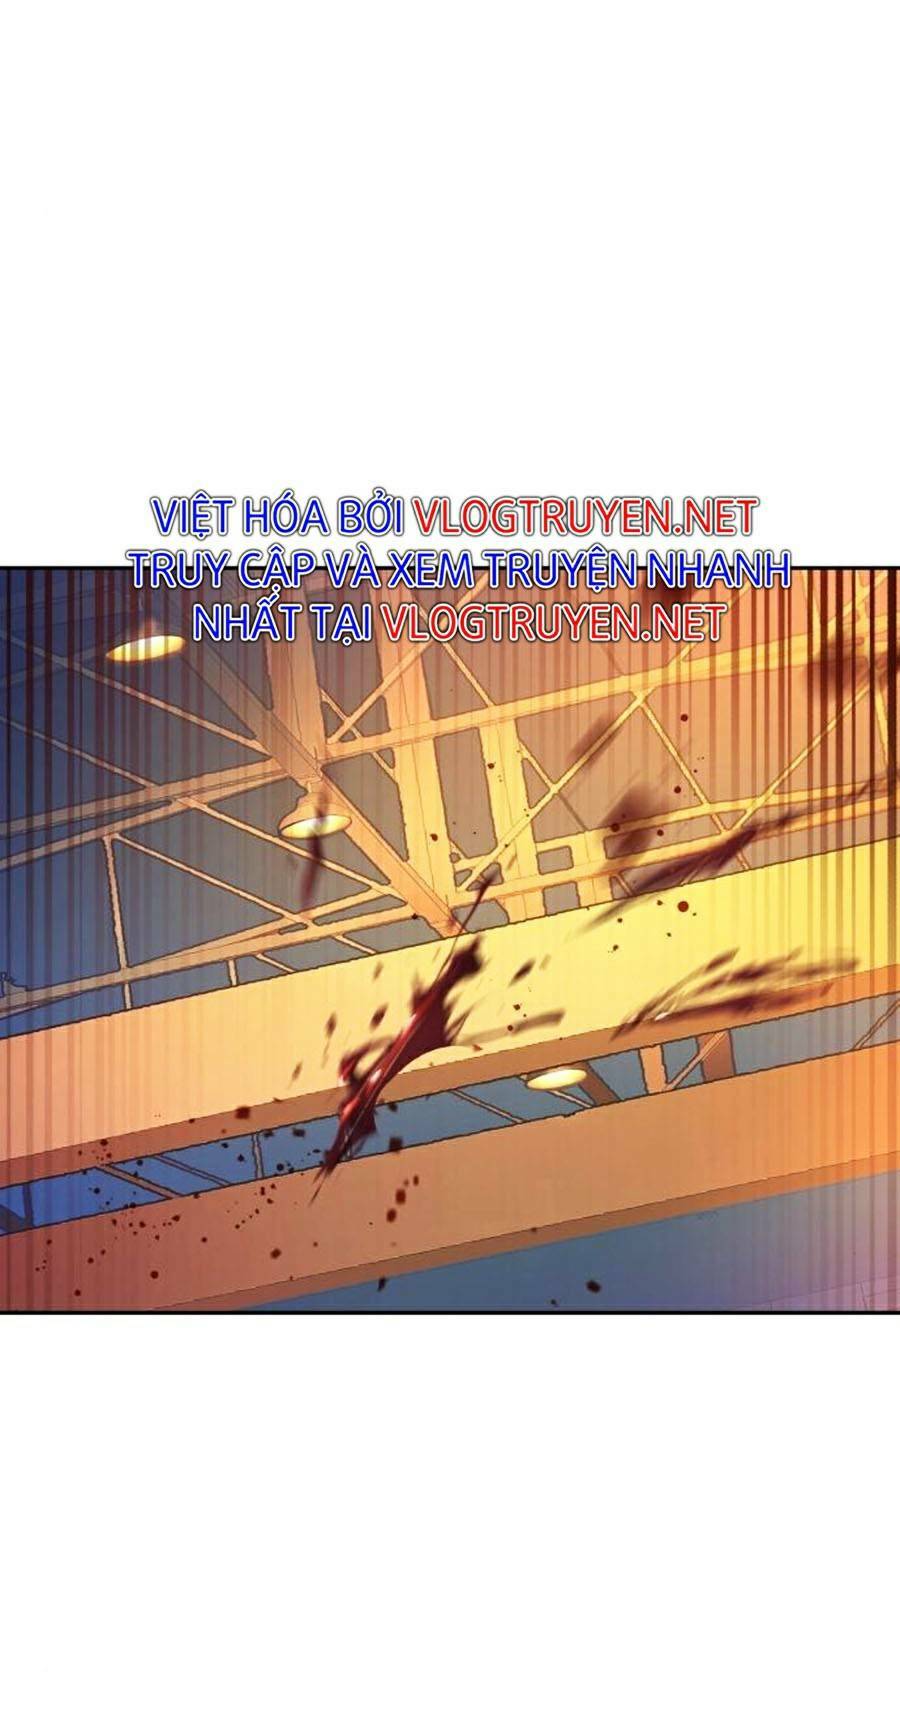 VIỆT HÓA BỞI VLOGTRUYEN.NET
TRUY CẬP VÀ XEM TRUYỆN NHANH
NHẤT TẠI VLOGTRUYEN.NET